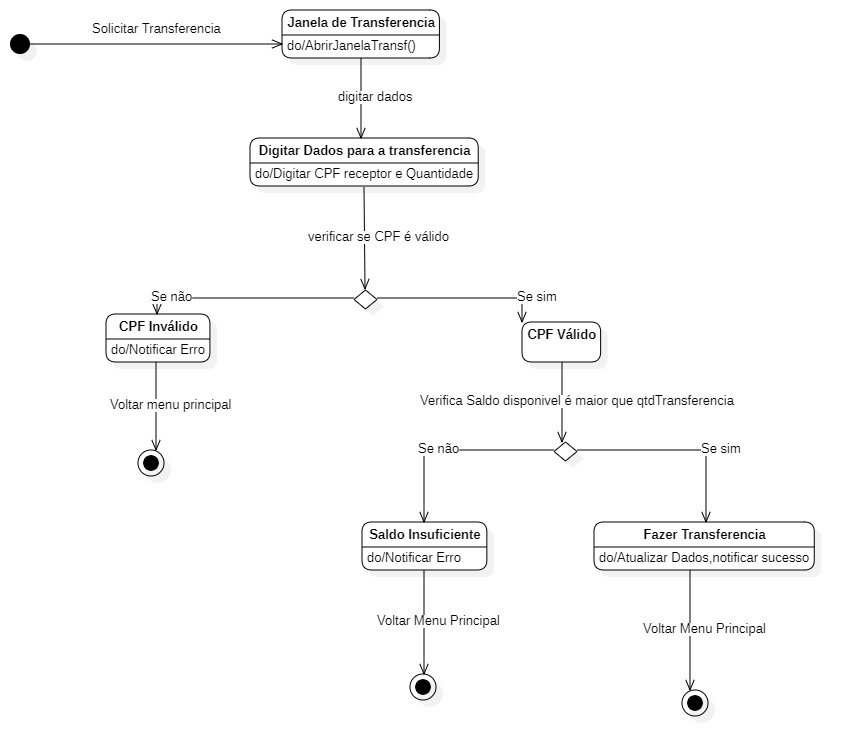 Solicitar Transferencia
Janela de Transferencia
do/AbrirJanelaTransf()
digitar dados
Digitar Dados para a transferencia
do/Digitar CPF receptor e Quantidade
verificar se CPF é válido
Se não
Se sim
CPF Inválido
do/Notificar Erro
CPF Válido
Voltar menu principal
Verifica Saldo disponivel é maior que qtdTransferencia
Se não
Se sim
Saldo Insuficiente
do/Notificar Erro
Fazer Transferencia
do/Atualizar Dados,notificar sucesso
Voltar Menu Principal
Voltar Menu Principal